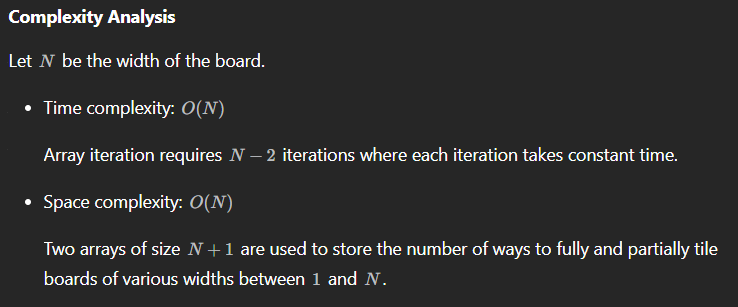 Complexity Analysis
Let N be the width of the board.
• Time complexity: O(N)
Array iteration requires N − 2 iterations where each iteration takes constant time.
• Space complexity: O(N)
Two arrays of size N + 1 are used to store the number of ways to fully and partially tile
boards of various widths between 1 and N.